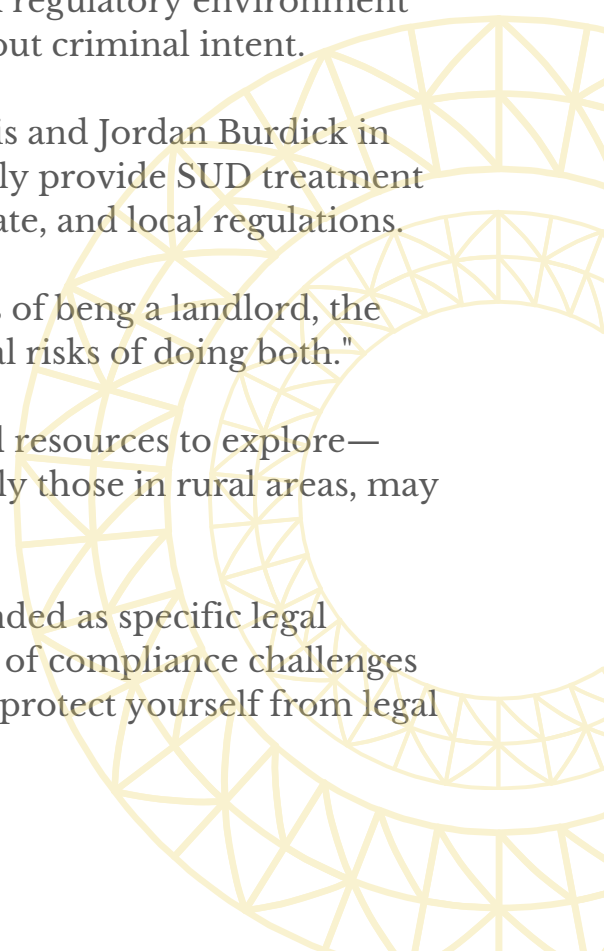 regulatory environment
out criminal intent.
is and Jordan Burdick in
ly provide SUD treatment
ate, and local regulations.
s of beng a landlord, the
al risks of doing both."
l resources to explore—
ly those in rural areas, may
nded as specific legal
of compliance challenges
protect yourself from legal